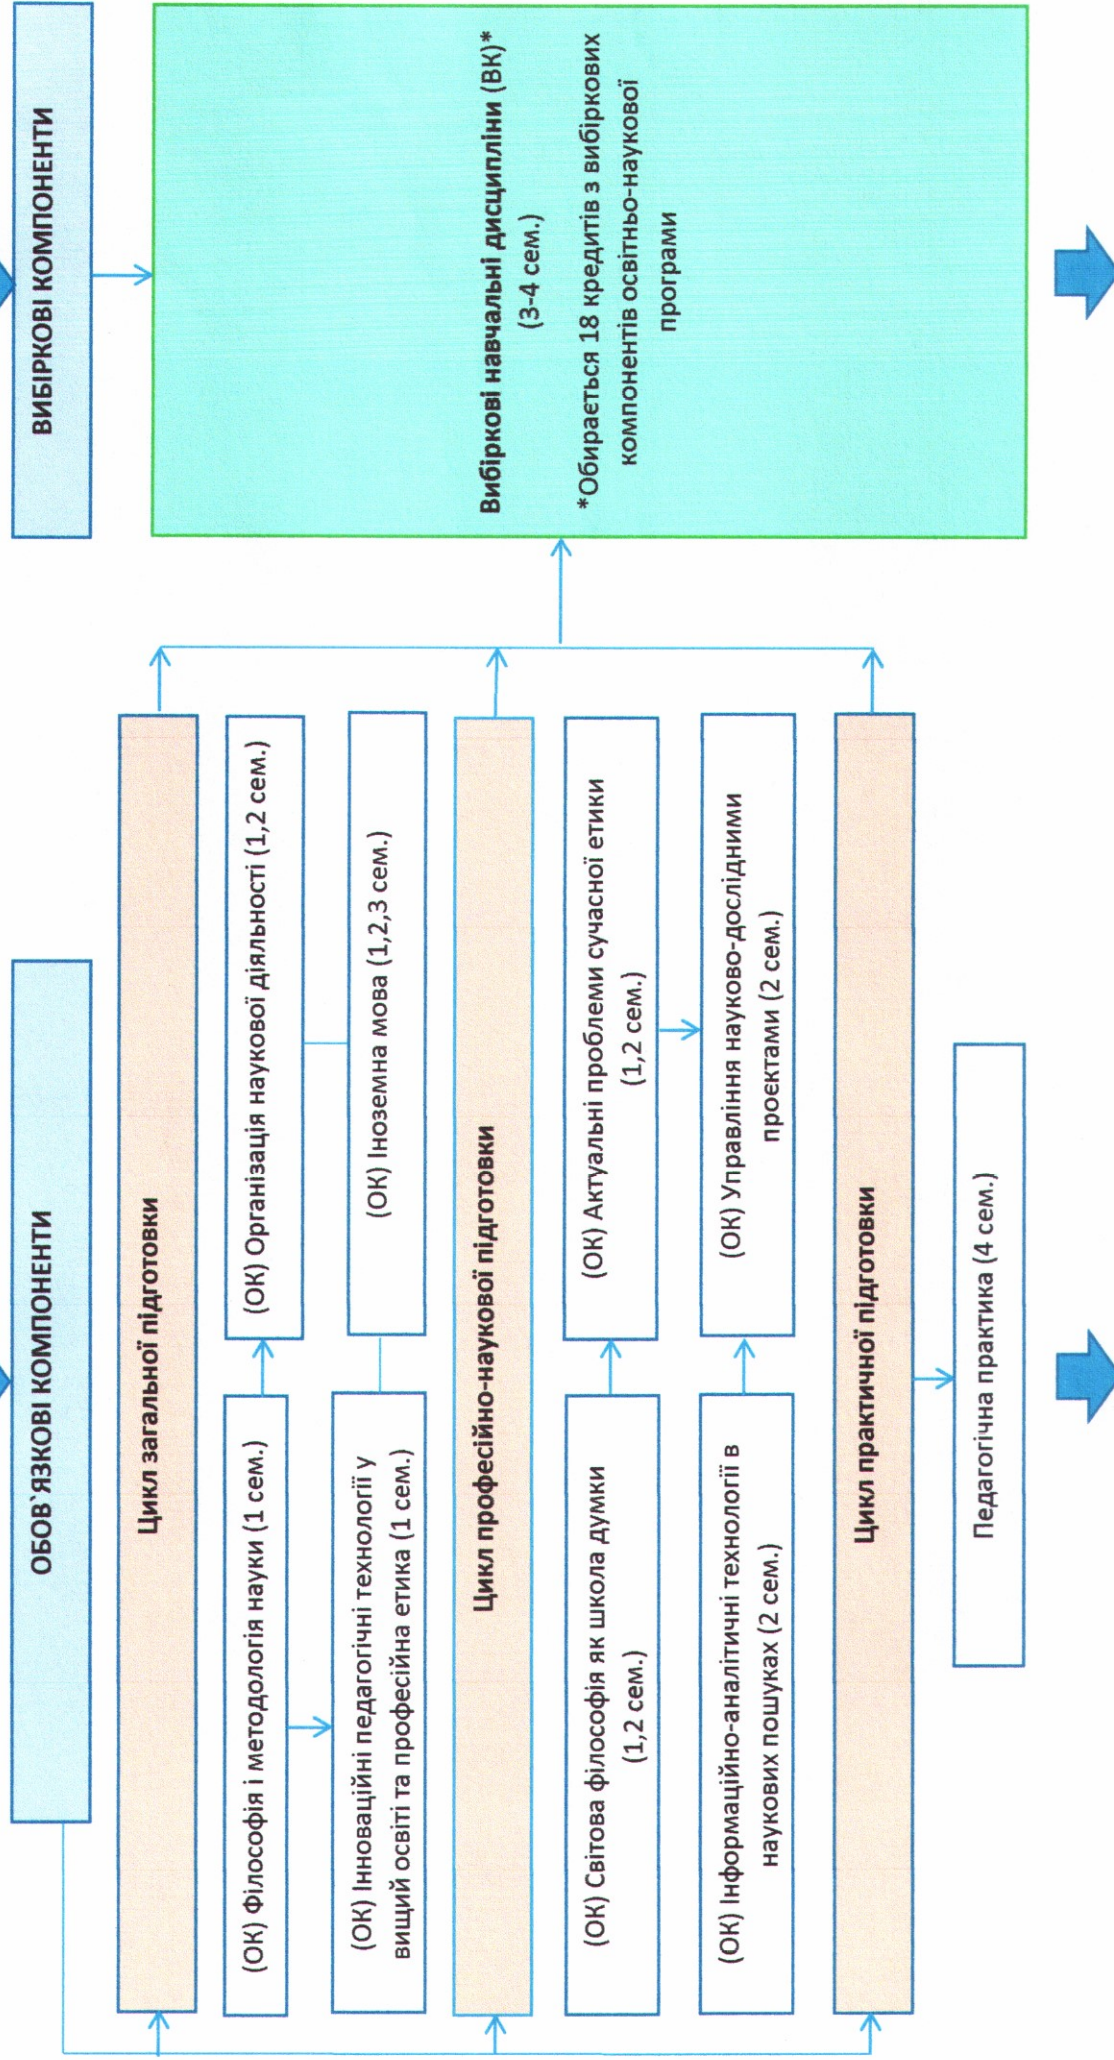 ОБОВ`ЯЗКОВІ КОМПОНЕНТИ
ВИБІРКОВІ КОМПОНЕНТИ
Цикл загальної підготовки
(ОК) Філософія і методологія науки (1 сем.)
(ОК) Організація наукової діяльності (1,2 сем.)
(ОК) Інноваційні педагогічні технології у
вищий освіті та професійна етика (1 сем.)
(ОК) Іноземна мова (1,2,3 сем.)
Цикл професійно-наукової підготовки
(ОК) Світова філософія як школа думки
(1,2 сем.)
(ОК) Актуальні проблеми сучасної етики
(1,2 сем.)
(ОК) Інформаційно-аналітичні технології в
наукових пошуках (2 сем.)
(ОК) Управління науково-дослідними
проєктами (2 сем.)
Цикл практичної підготовки
Педагогічна практика (4 сем.)
Вибіркові навчальні дисципліни (ВК)*
(3-4 сем.)
*Обирається 18 кредитів з вибіркових
компонентів освітньо-наукової
програми